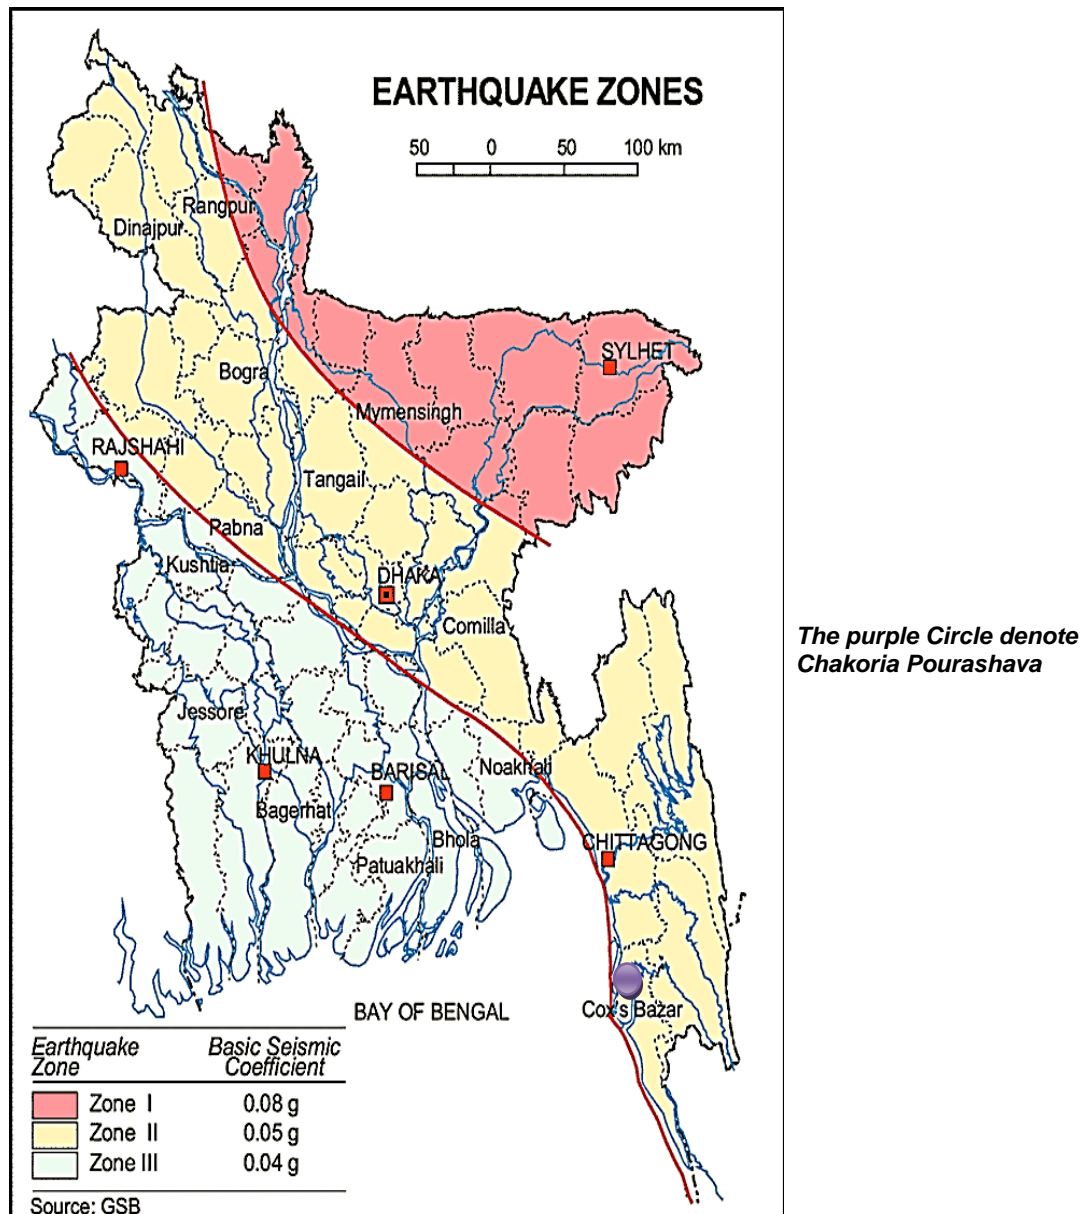 EARTHQUAKE ZONES
50 0 50 100 km
Rangpur
Dinajpur
SYLHET
Bogra
Mymensingh
RAJSHAHI
Tangail
Pabna
Kushtia
DHAKA
Comilla
The purple Circle denote
Chakoria Pourashava
Jessore
KHULNA
BARISAL
Noakhali
Bagerhat
Bhola
CHITTAGONG
Patuakhali
BAY OF BENGAL
Cox's Bazar
Earthquake Zone
Basic Seismic Coefficient
Zone I 0.08 g
Zone II 0.05 g
Zone III 0.04 g
Source: GSB